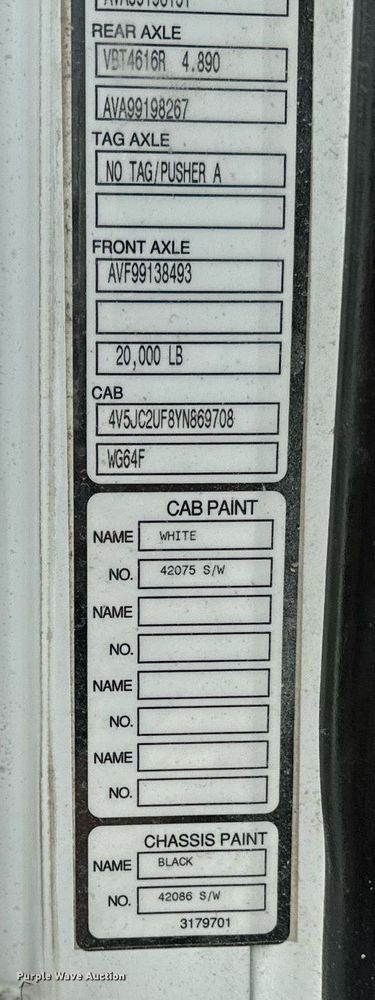 REAR AXLE
VBT4616R 4.890
AVA99198267
TAG AXLE
NO TAG/PUSHER A
FRONT AXLE
AVF99138493
20,000 LB
CAB
4V5JC2UF8YN869708
WG64F
CAB PAINT
NAME WHITE
NO. 42075 S/W
NAME
NO.
NAME
NO.
NAME
NO.
CHASSIS PAINT
NAME BLACK
NO. 42086 S/W
3179701
Purple Wave Auction